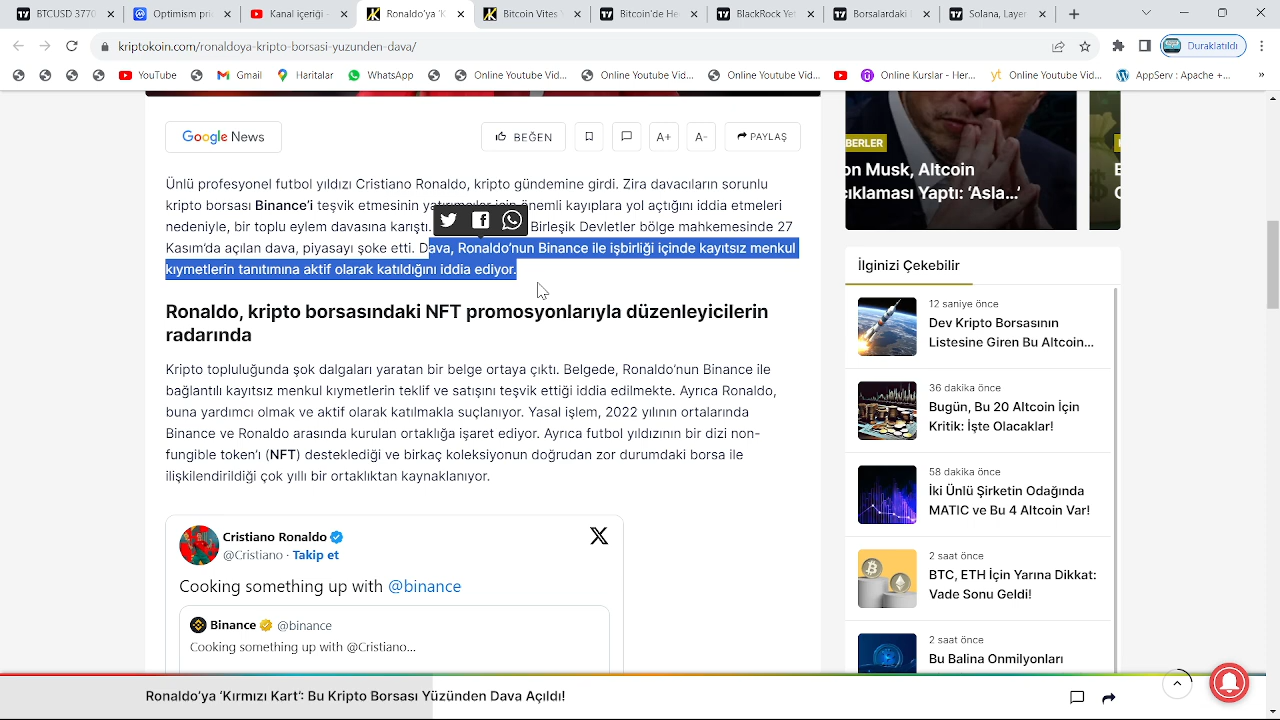 BTCUSD 3770
Optimism pric
Kanal içeriği -
Ronaldo'ya 'K
Bitcoin Vites Y
Bitcoin'de He
BlackRock Yet
Borsalardaki
Solana, Layer
kriptokoin.com/ronaldoya-kripto-borsasi-yuzunden-dava/
Duraklatıldı
YouTube
Gmail
Haritalar
WhatsApp
Online Youtube Vid...
Online Youtube Vid...
Online Youtube Vid...
Online Kurslar - Her...
yt Online Youtube Vid...
AppServ : Apache +...
»
Google News
BEĞEN
A+
A-
PAYLAŞ
Ünlü profesyonel futbol yıldızı Cristiano Ronaldo, kripto gündemine girdi. Zira davacıların sorunlu
kripto borsası Binance'i teşvik etmesinin yatırımcılar için önemli kayıplara yol açtığını iddia etmeleri
nedeniyle, bir toplu eylem davasına karıştı. Birleşik Devletler bölge mahkemesinde 27
Kasım'da açılan dava, piyasayı şoke etti. Dava, Ronaldo'nun Binance ile işbirliği içinde kayıtsız menkul
kıymetlerin tanıtımına aktif olarak katıldığını iddia ediyor.
Ronaldo, kripto borsasındaki NFT promosyonlarıyla düzenleyicilerin
radarında
Kripto topluluğunda şok dalgaları yaratan bir belge ortaya çıktı. Belgede, Ronaldo'nun Binance ile
bağlantılı kayıtsız menkul kıymetlerin teklif ve satışını teşvik ettiği iddia edilmekte. Ayrıca Ronaldo,
buna yardımcı olmak ve aktif olarak katılmakla suçlanıyor. Yasal işlem, 2022 yılının ortalarında
Binance ve Ronaldo arasında kurulan ortaklığa işaret ediyor. Ayrıca futbol yıldızının bir dizi non-
fungible token'ı (NFT) desteklediği ve birkaç koleksiyonun doğrudan zor durumdaki borsa ile
ilişkilendirildiği çok yıllı bir ortaklıktan kaynaklanıyor.
Cristiano Ronaldo
@Cristiano · Takip et
Cooking something up with @binance
Binance @binance
Cooking something up with @Cristiano...
BERLER
on Musk, Altcoin
çıklaması Yaptı: 'Asla...'
İlginizi Çekebilir
12 saniye önce
Dev Kripto Borsasının
Listesine Giren Bu Altcoin...
36 dakika önce
Bugün, Bu 20 Altcoin İçin
Kritik: İşte Olacaklar!
58 dakika önce
İki Ünlü Şirketin Odağında
MATIC ve Bu 4 Altcoin Var!
2 saat önce
BTC, ETH İçin Yarına Dikkat:
Vade Sonu Geldi!
2 saat önce
Bu Balina Onmilyonları
Ronaldo'ya 'Kırmızı Kart': Bu Kripto Borsası Yüzünden Dava Açıldı!